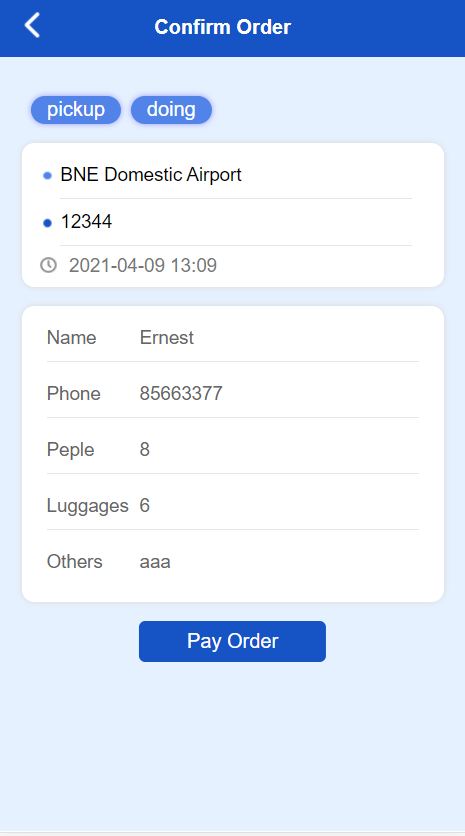 Confirm Order
pickup doing
BNE Domestic Airport
12344
2021-04-09 13:09
Name Ernest
Phone 85663377
Peple 8
Luggages 6
Others aaa
Pay Order